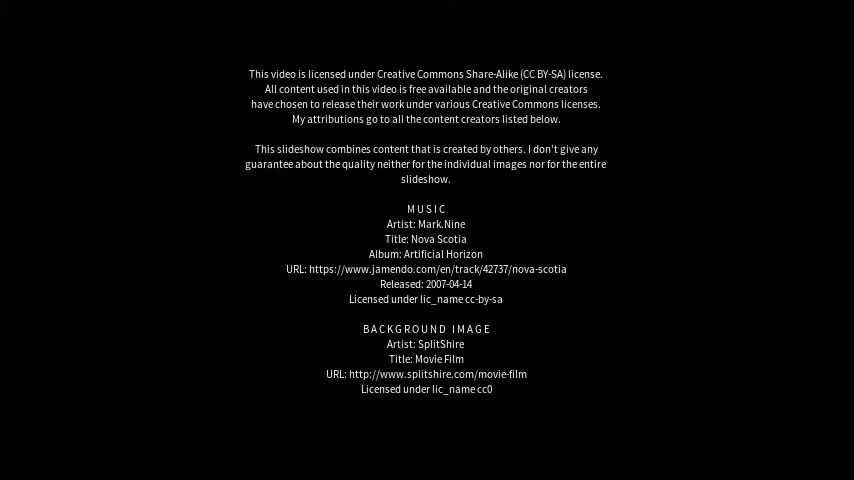 This video is licensed under Creative Commons Share-Alike (CC BY-SA) license.
All content used in this video is free available and the original creators
have chosen to release their work under various Creative Commons licenses.
My attributions go to all the content creators listed below.
This slideshow combines content that is created by others. I don't give any
guarantee about the quality neither for the individual images nor for the entire
slideshow.
MUSIC
Artist: Mark.Nine
Title: Nova Scotia
Album: Artificial Horizon
URL: https://www.jamendo.com/en/track/42737/nova-scotia
Released: 2007-04-14
Licensed under lic_name cc-by-sa
BACKGROUND IMAGE
Artist: SplitShire
Title: Movie Film
URL: http://www.splitshire.com/movie-film
Licensed under lic_name cc0